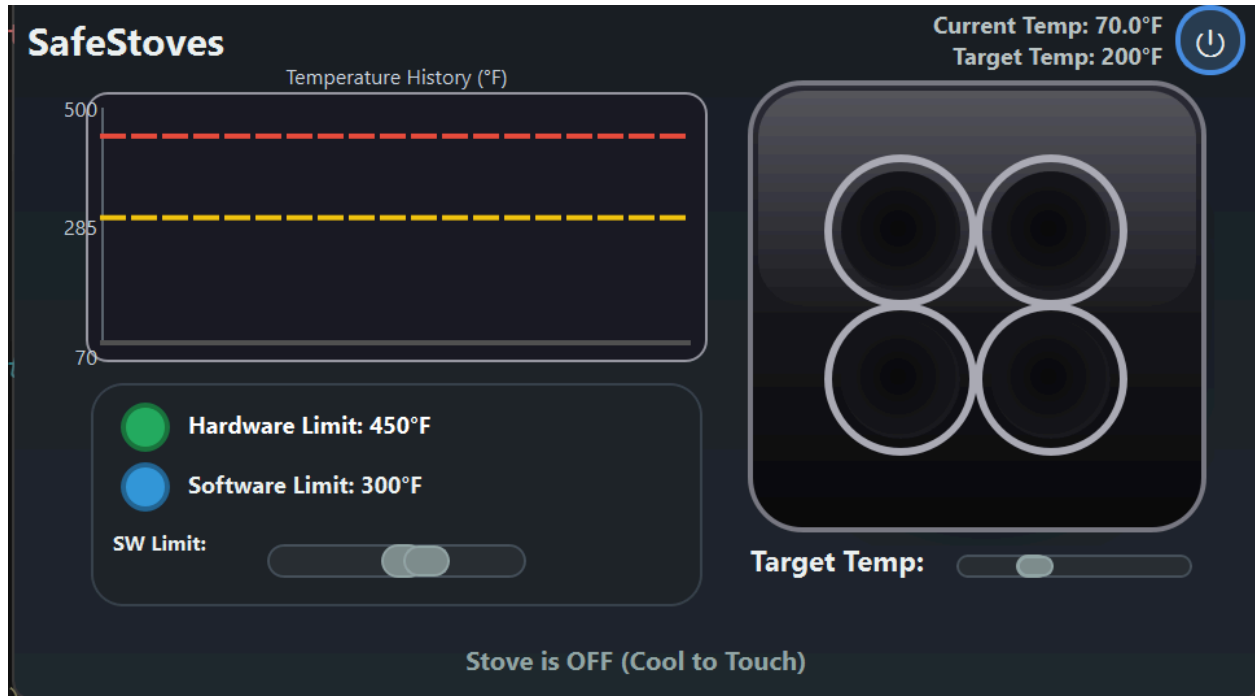 SafeStoves
Current Temp: 70.0°F
Target Temp: 200°F
Temperature History (°F)
500
285
70
Hardware Limit: 450°F
Software Limit: 300°F
SW Limit:
Target Temp:
Stove is OFF (Cool to Touch)